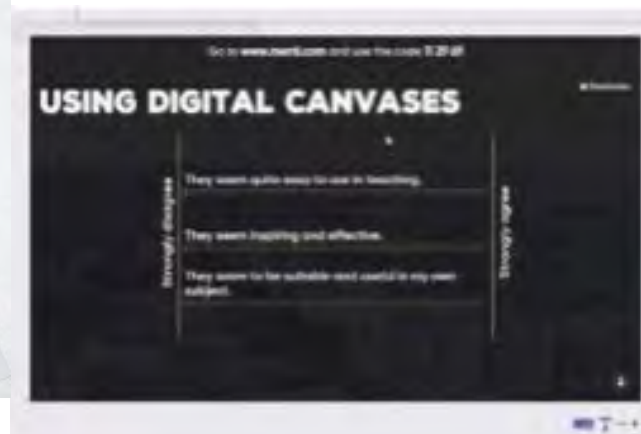 Go to www.menti.com and use the code
USING DIGITAL CANVASES
Strongly disagree
They seem quite easy to use in teaching.
They seem inspiring and effective.
They seem to be suitable and useful in my own
subject.
Strongly agree